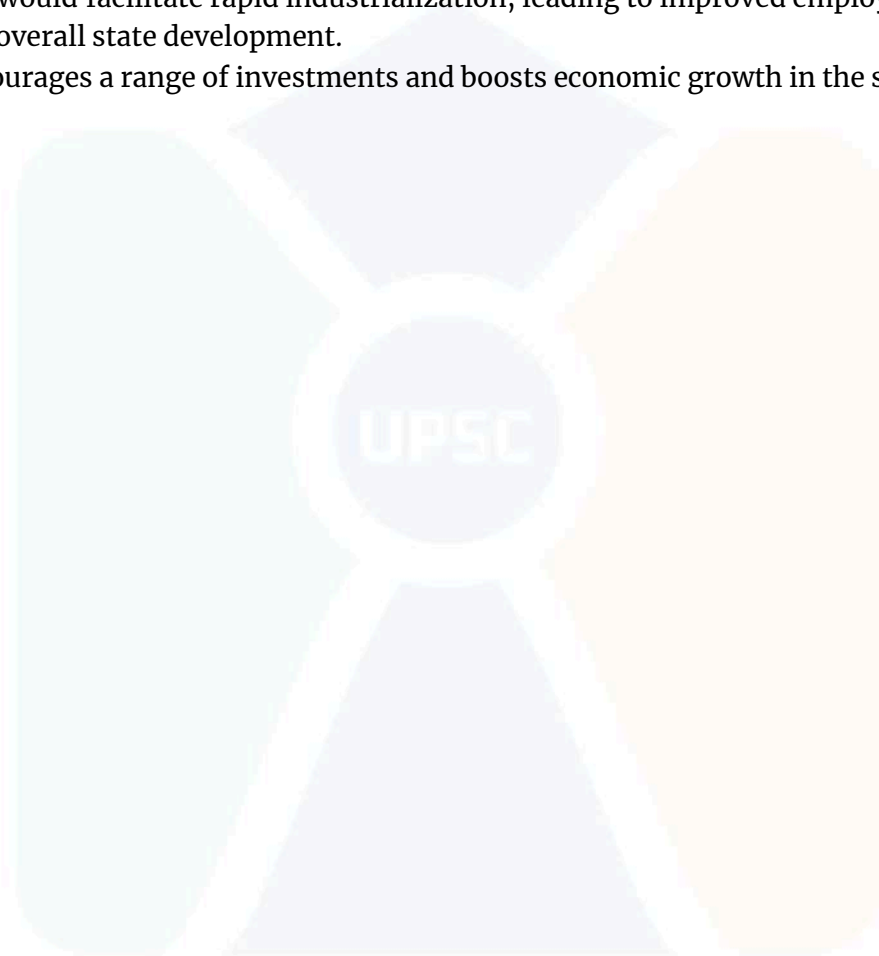 would facilitate rapid industrialization, leading to improved
overall state development.
a range of investments and boosts economic growth in the
UPSC